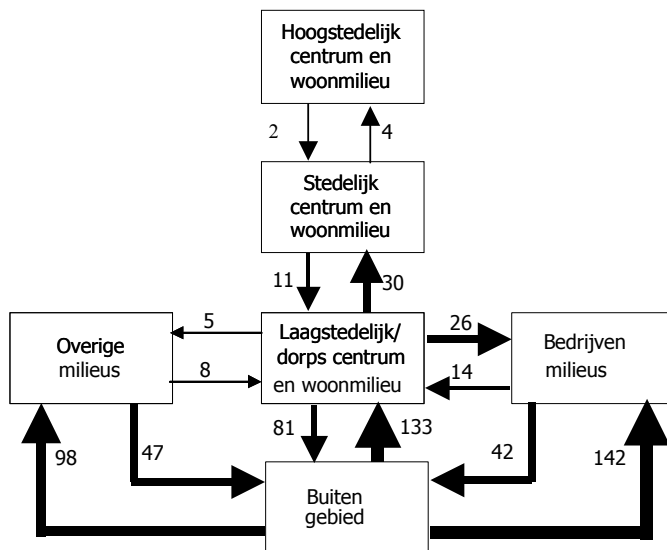 Hoogstedelijk
centrum en
woonmilieu
2
4
Stedelijk
centrum en
woonmilieu
11
30
Overige
milieus
5
8
Laagstedelijk/
dorps centrum
en woonmilieu
26
14
Bedrijven
milieus
98
47
81
133
42
142
Buiten
gebied